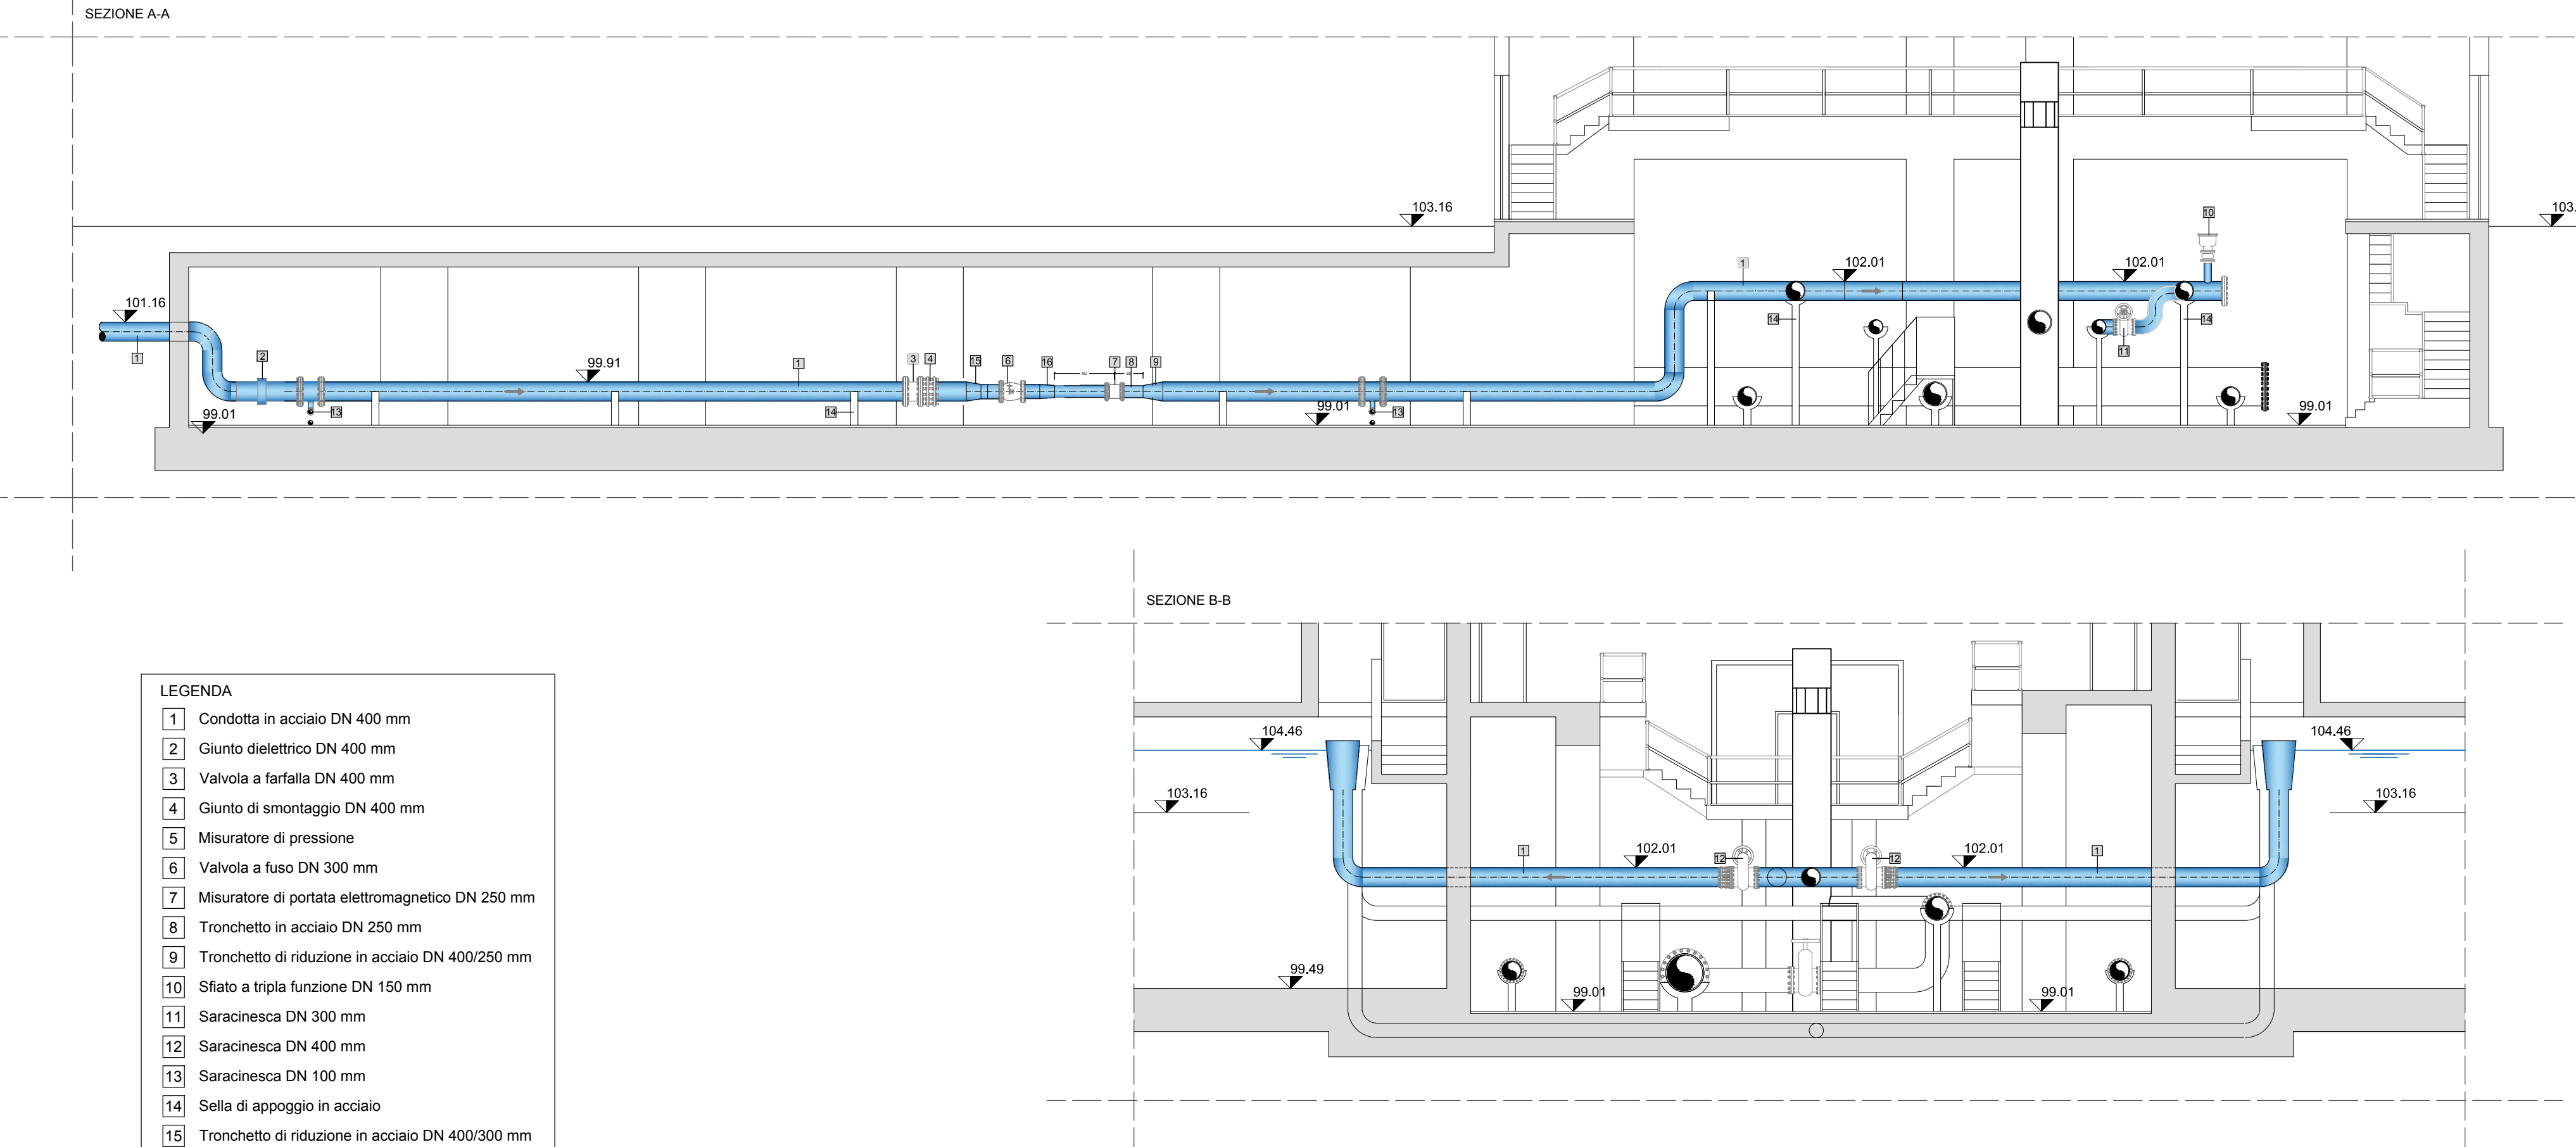 SEZIONE A-A
103.16
103.
10
101.16
1
102.01
102.01
1
2
99.91
1
3
4
15
6
16
7
8
9
14
14
11
99.01
13
14
99.01
13
99.01
SEZIONE B-B
104.46
104.46
103.16
103.16
1
102.01
12
12
102.01
1
99.49
99.01
99.01
LEGENDA
1 Condotta in acciaio DN 400 mm
2 Giunto dielettrico DN 400 mm
3 Valvola a farfalla DN 400 mm
4 Giunto di smontaggio DN 400 mm
5 Misuratore di pressione
6 Valvola a fuso DN 300 mm
7 Misuratore di portata elettromagnetico DN 250 mm
8 Tronchetto in acciaio DN 250 mm
9 Tronchetto di riduzione in acciaio DN 400/250 mm
10 Sfiato a tripla funzione DN 150 mm
11 Saracinesca DN 300 mm
12 Saracinesca DN 400 mm
13 Saracinesca DN 100 mm
14 Sella di appoggio in acciaio
15 Tronchetto di riduzione in acciaio DN 400/300 mm